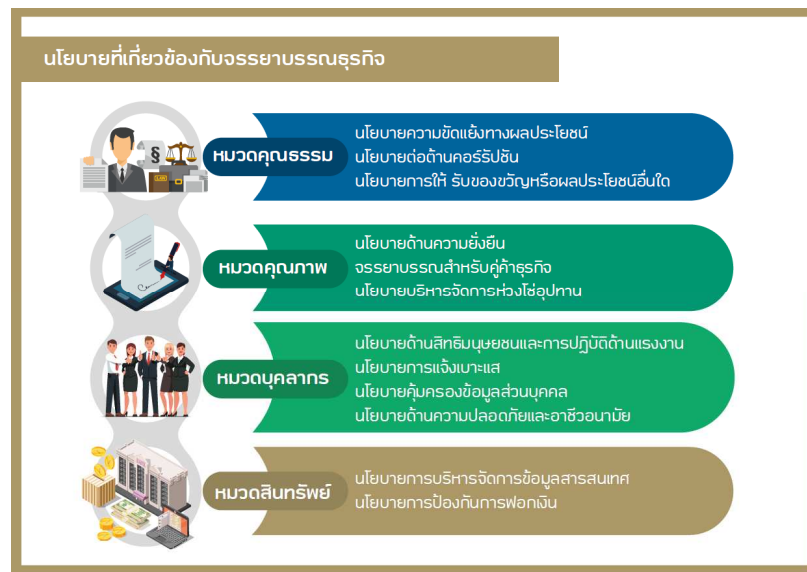 นโยบายที่เกี่ยวข้องกับจรรยาบรรณธุรกิจ
หมวดคุณธรรม
นโยบายความขัดแย้งทางผลประโยชน์
นโยบายต่อต้านคอร์รัปชัน
นโยบายการให้ รับของขวัญหรือผลประโยชน์อื่นใด
หมวดคุณภาพ
นโยบายด้านความยั่งยืน
จรรยาบรรณสำหรับคู่ค้าธุรกิจ
นโยบายบริหารจัดการห่วงโซ่อุปทาน
หมวดบุคลากร
นโยบายด้านสิทธิมนุษยชนและการปฏิบัติด้านแรงงาน
นโยบายการแจ้งเบาะแส
นโยบายคุ้มครองข้อมูลส่วนบุคคล
นโยบายด้านความปลอดภัยและอาชีวอนามัย
หมวดสินทรัพย์
นโยบายการบริหารจัดการข้อมูลสารสนเทศ
นโยบายการป้องกันการฟอกเงิน